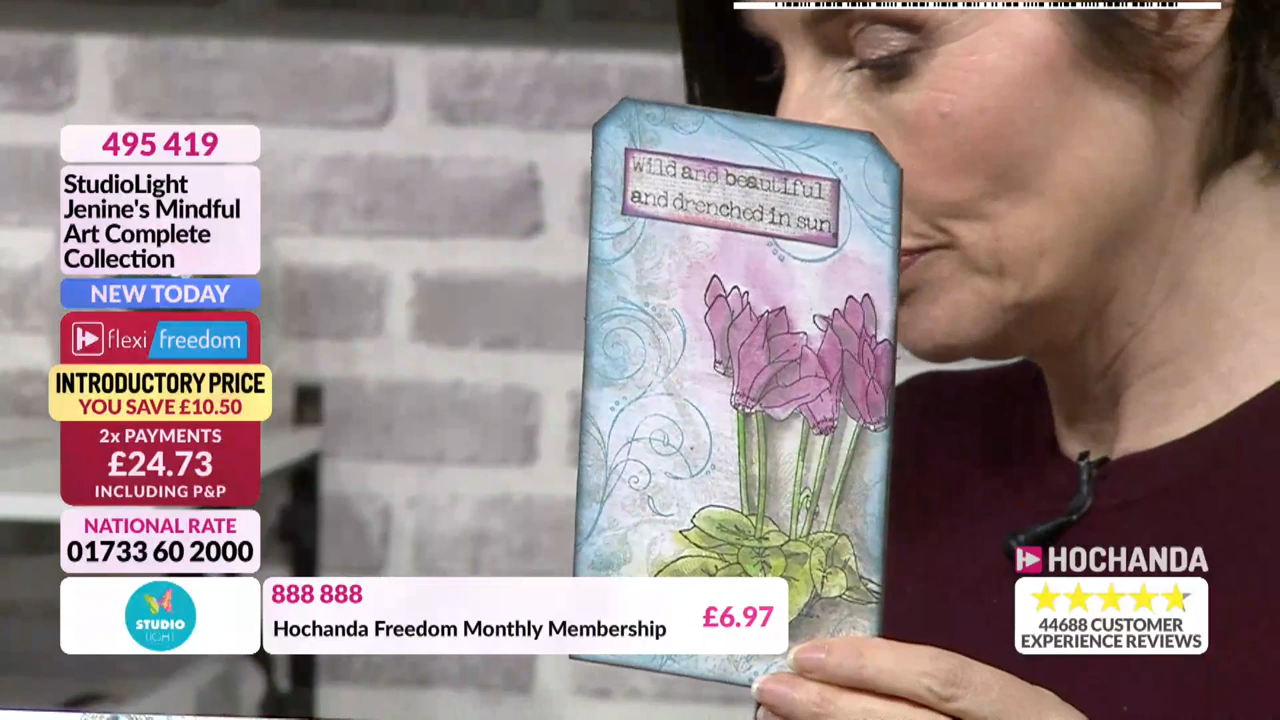 495 419
StudioLight
Jenine's Mindful
Art Complete
Collection
NEW TODAY
flexi freedom
INTRODUCTORY PRICE
YOU SAVE £10.50
2x PAYMENTS
£24.73
INCLUDING P&P
NATIONAL RATE
01733 60 2000
STUDIO
LIGHT
888 888
Hochanda Freedom Monthly Membership
£6.97
Wild and beautiful
and drenched in sun
HOCHANDA
44688 CUSTOMER
EXPERIENCE REVIEWS